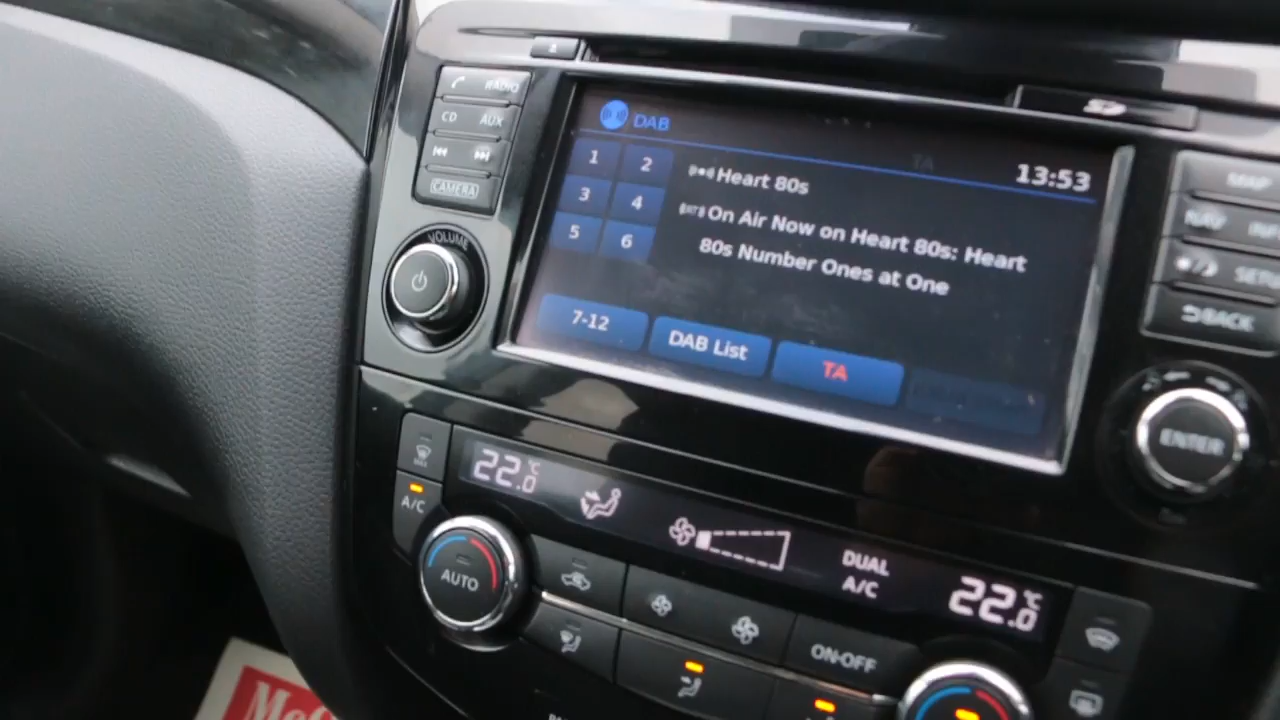 RADIO
CD AUX
CAMERA
VOLUME
DAB
TA
13:53
1 2
3 4
5 6
Heart 80s
On Air Now on Heart 80s: Heart
80s Number Ones at One
7-12
DAB List
TA
SD
MAP
NAV
BACK
ENTER
A/C
22.0°C
DUAL
A/C
22.0°C
AUTO
ON·OFF